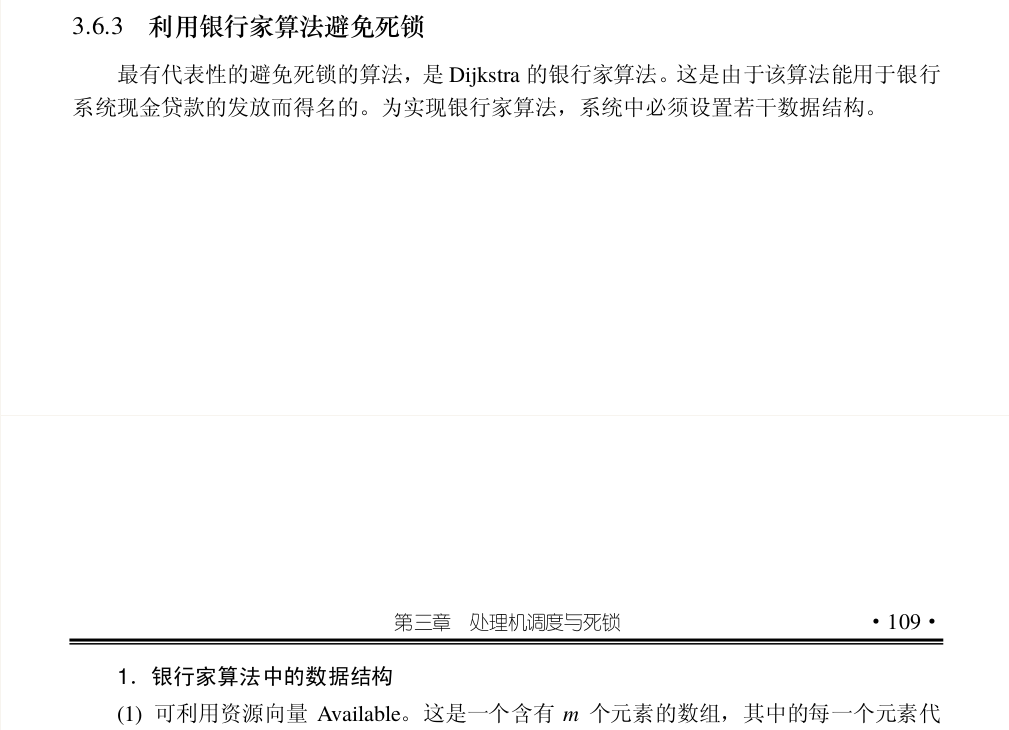 3.6.3 利用银行家算法避免死锁
最有代表性的避免死锁的算法，是 Dijkstra 的银行家算法。这是由于该算法能用于银行
系统现金贷款的发放而得名的。为实现银行家算法，系统中必须设置若干数据结构。
第三章 处理机调度与死锁 • 109 •
1．银行家算法中的数据结构
(1) 可利用资源向量 Available。这是一个含有 m 个元素的数组，其中的每一个元素代